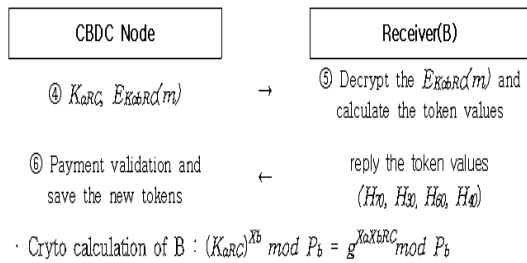 CBDC Node
Receiver(B)
④ KaRC, EKabRC(m)
→
⑤ Decrypt the EKabRC(m) and
calculate the token values
⑥ Payment validation and
save the new tokens
←
reply the token values
(H70, H30, H60, H40)
· Cryto calculation of B : (KaRC)^Xb mod Pb = g^XaXbRC mod Pb